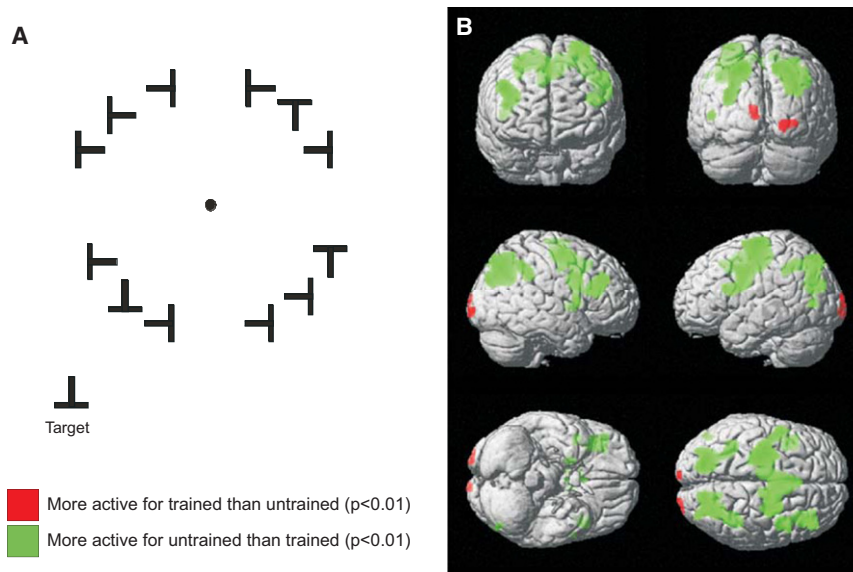 A
B
Target
More active for trained than untrained (p<0.01)
More active for untrained than trained (p<0.01)